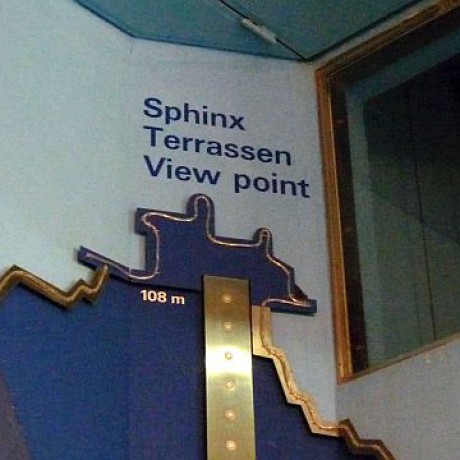 Sphinx
Terrassen
View point
108 m